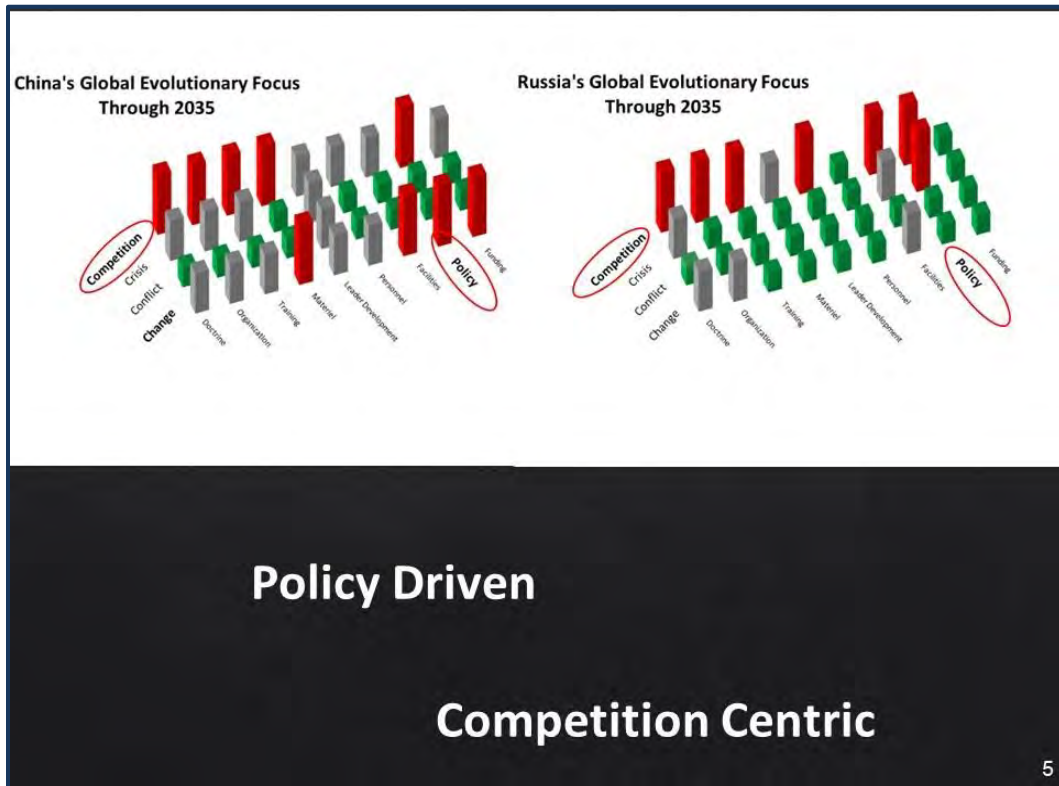 China's Global Evolutionary Focus
Through 2035
Competition
Crisis
Conflict
Change
Doctrine
Organization
Training
Materiel
Leader Development
Personnel
Facilities
Policy
Funding
Russia's Global Evolutionary Focus
Through 2035
Competition
Crisis
Conflict
Change
Doctrine
Organization
Training
Materiel
Leader Development
Personnel
Facilities
Policy
Funding
Policy Driven
Competition Centric
5